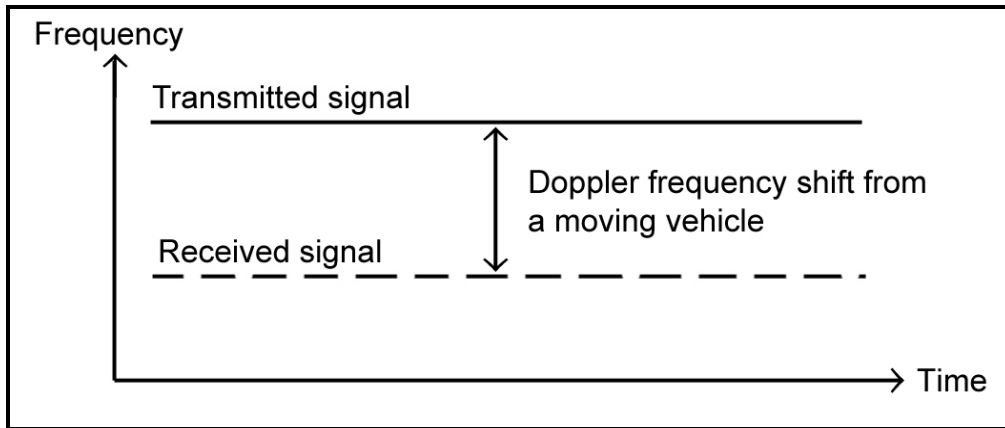 Frequency
Transmitted signal
Doppler frequency shift from
a moving vehicle
Received signal
Time